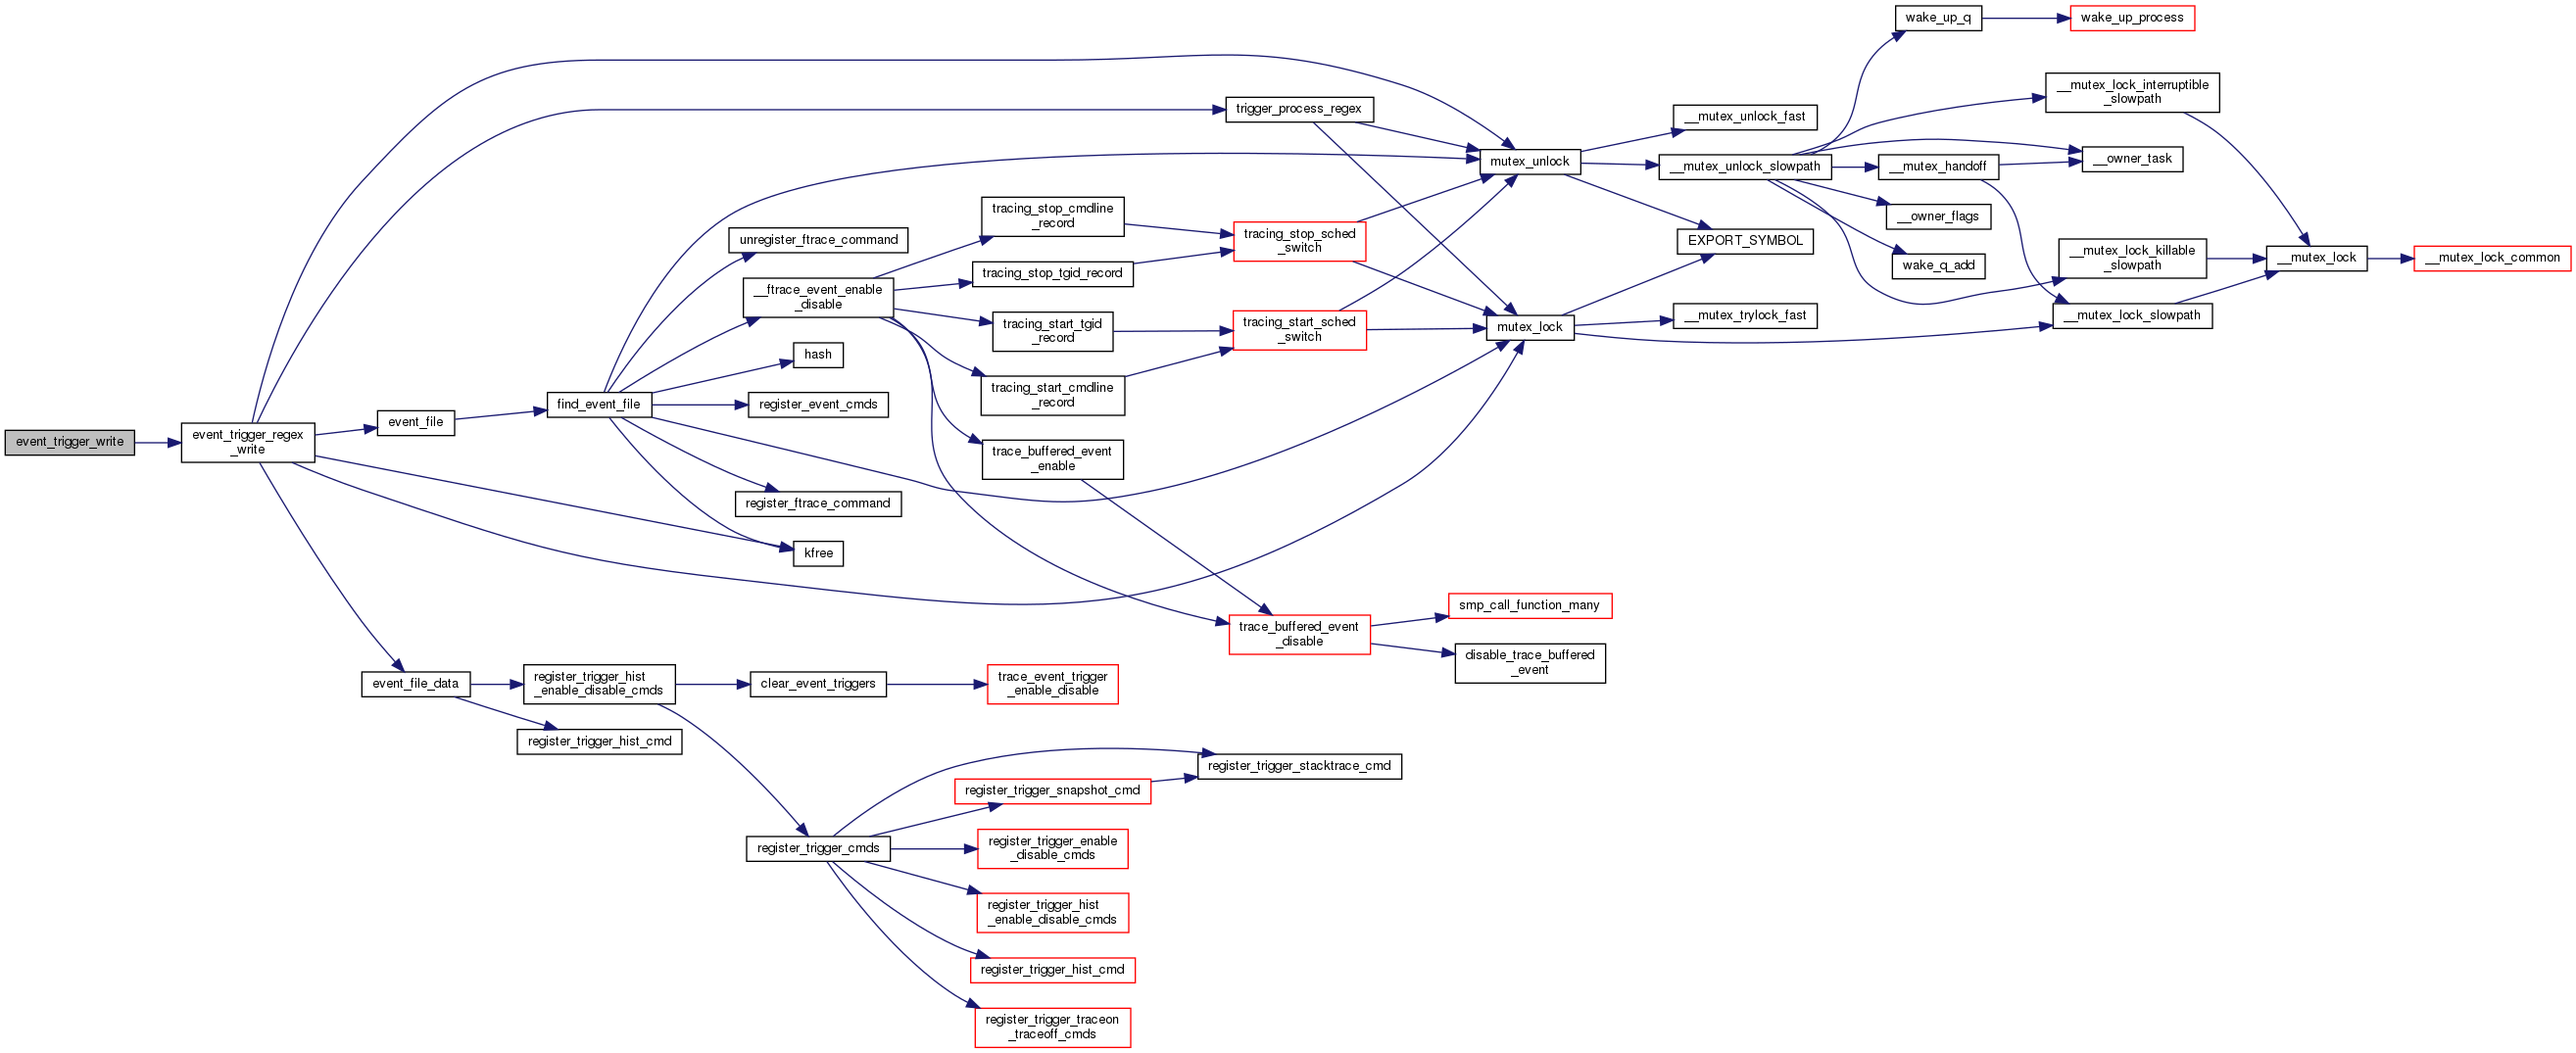 wake_up_q
wake_up_process
__mutex_lock_interruptible
_slowpath
trigger_process_regex
__mutex_unlock_fast
mutex_unlock
__mutex_unlock_slowpath
__mutex_handoff
__owner_task
tracing_stop_cmdline
_record
__owner_flags
unregister_ftrace_command
tracing_stop_sched
_switch
EXPORT_SYMBOL
__mutex_lock_killable
_slowpath
__mutex_lock
__mutex_lock_common
wake_q_add
tracing_stop_tgid_record
__ftrace_event_enable
_disable
tracing_start_tgid
_record
tracing_start_sched
_switch
mutex_lock
__mutex_trylock_fast
__mutex_lock_slowpath
hash
tracing_start_cmdline
_record
find_event_file
register_event_cmds
event_file
event_trigger_write
event_trigger_regex
_write
trace_buffered_event
_enable
register_ftrace_command
kfree
smp_call_function_many
trace_buffered_event
_disable
disable_trace_buffered
_event
event_file_data
register_trigger_hist
_enable_disable_cmds
clear_event_triggers
trace_event_trigger
_enable_disable
register_trigger_hist_cmd
register_trigger_stacktrace_cmd
register_trigger_snapshot_cmd
register_trigger_cmds
register_trigger_enable
_disable_cmds
register_trigger_hist
_enable_disable_cmds
register_trigger_hist_cmd
register_trigger_traceon
_traceoff_cmds